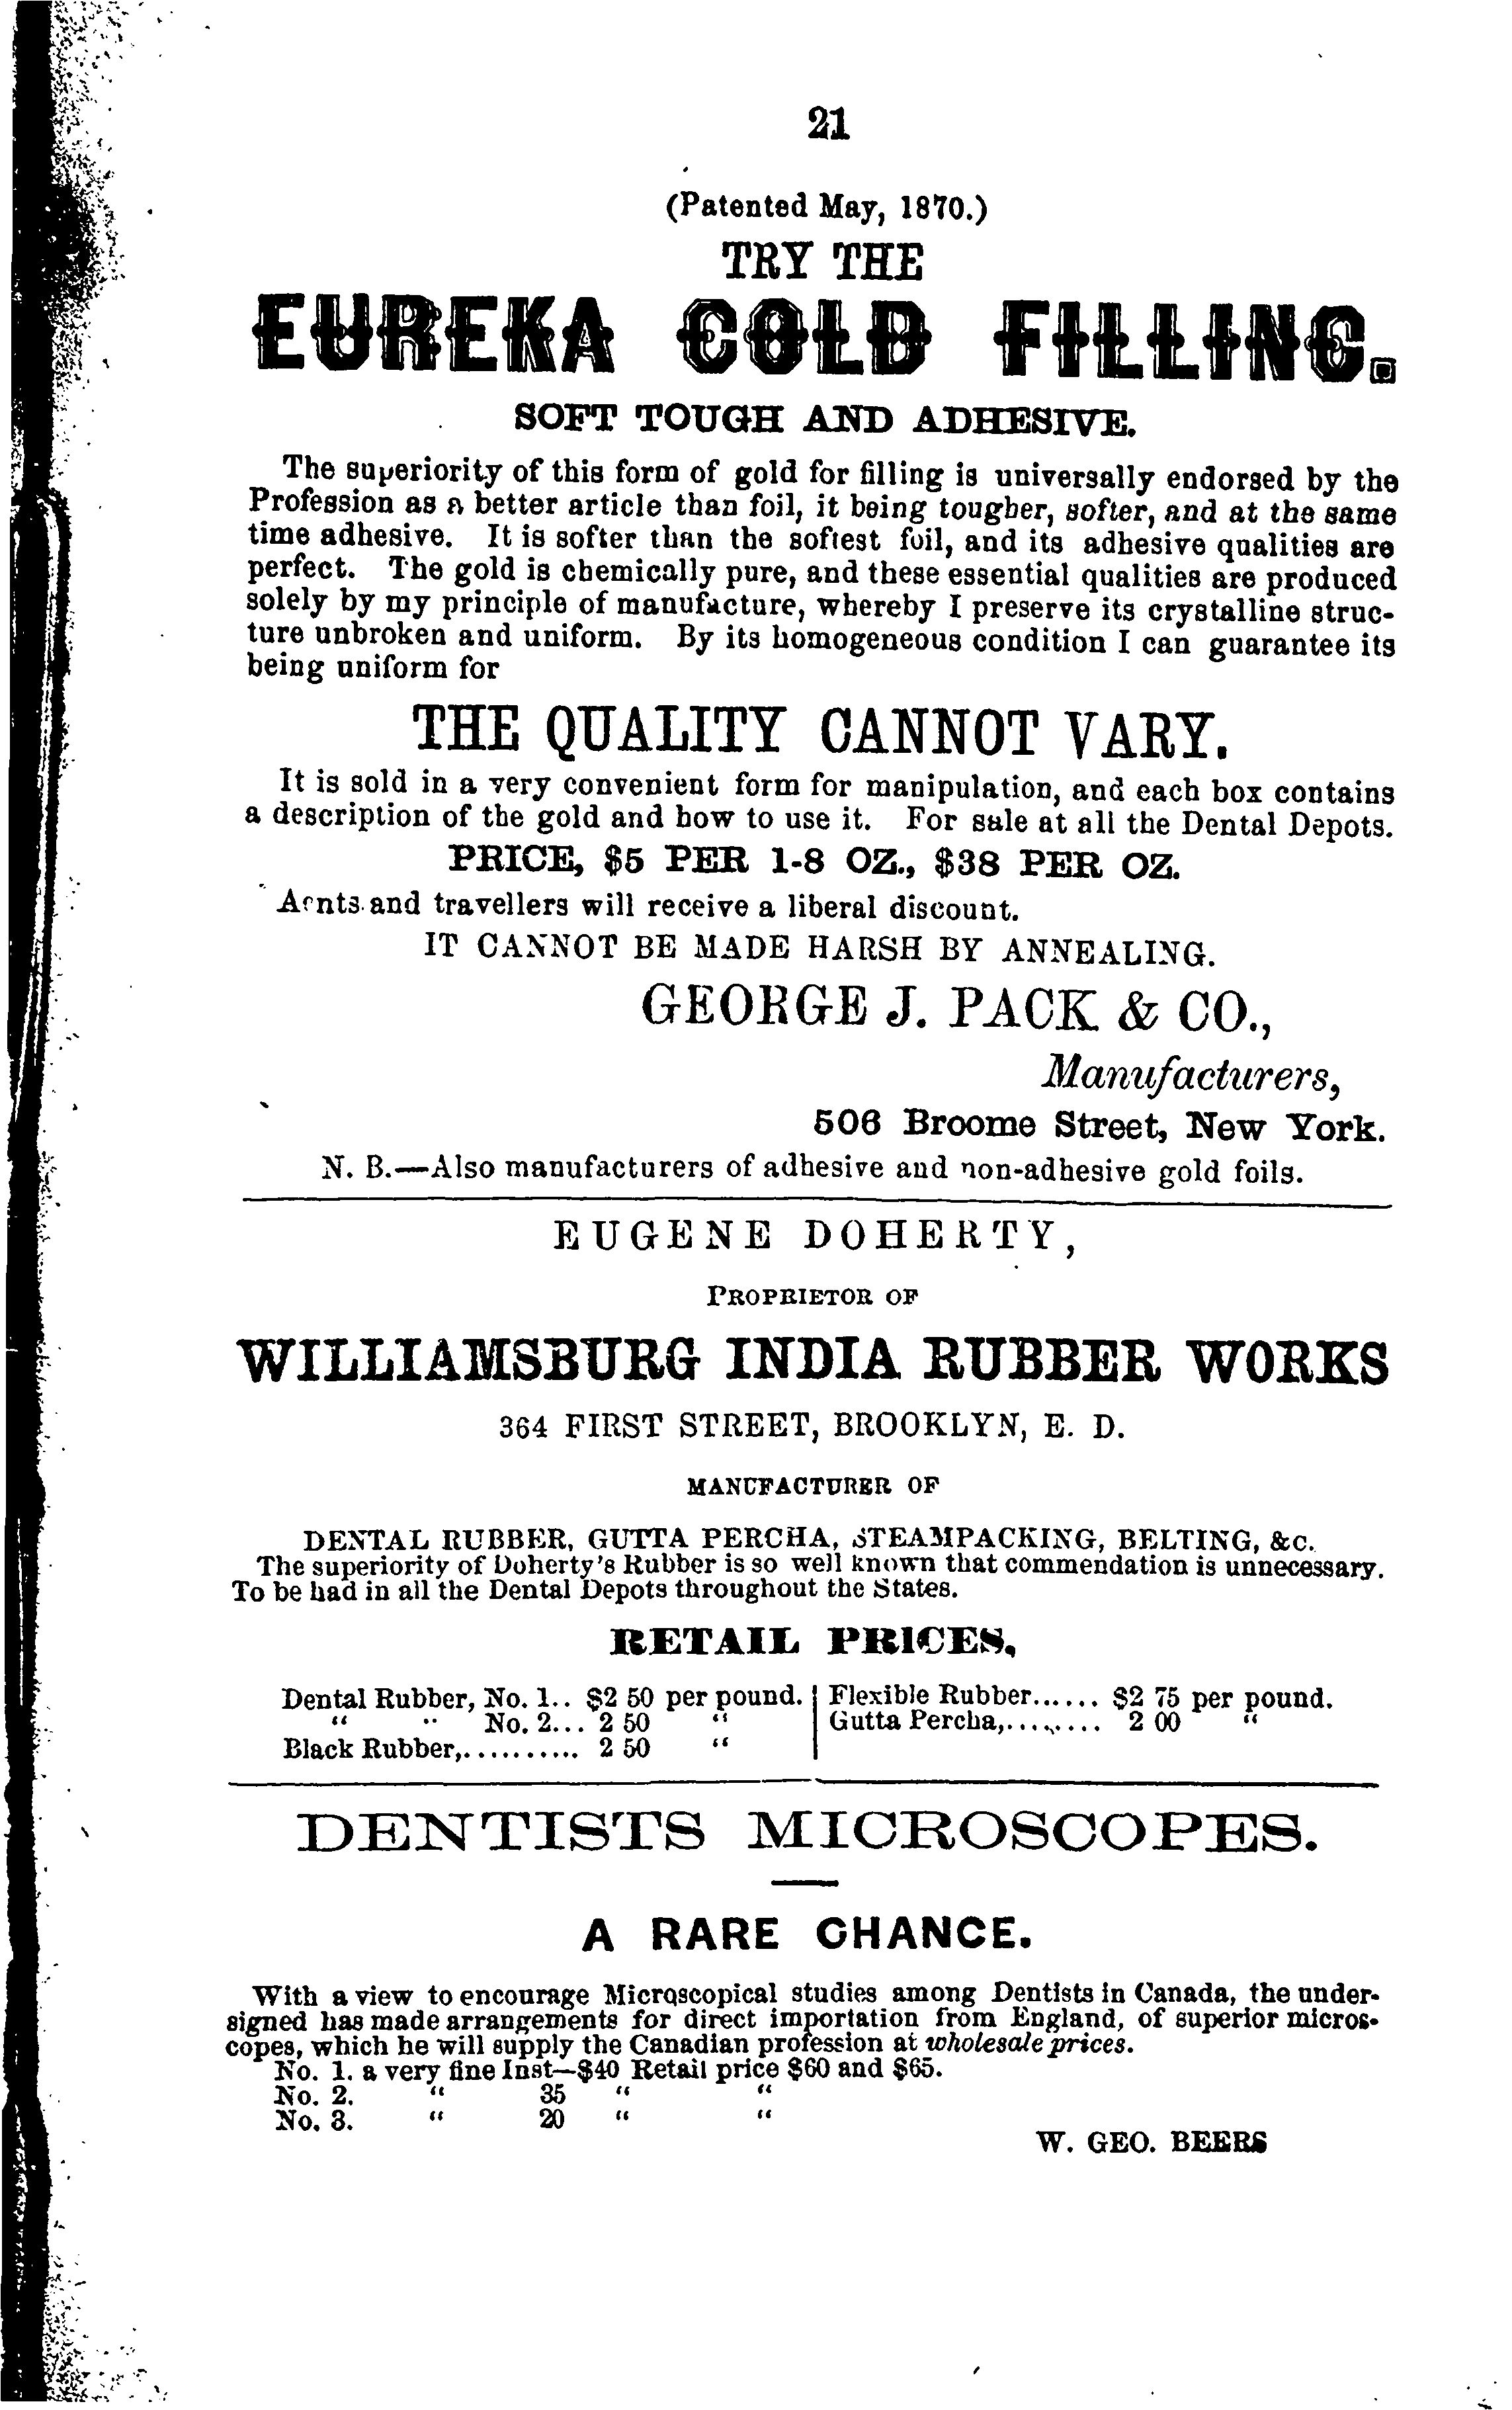 21
(Patented May, 1870.)
TRY THE
EUREKA GOLD FILLING.
SOFT TOUGH AND ADHESIVE.
The superiority of this form of gold for filling is universally endorsed by the
Profession as a better article than foil, it being tougher, softer, and at the same
time adhesive. It is softer than the softest foil, and its adhesive qualities are
perfect. The gold is chemically pure, and these essential qualities are produced
solely by my principle of manufacture, whereby I preserve its crystalline struc-
ture unbroken and uniform. By its homogeneous condition I can guarantee its
being uniform for
THE QUALITY CANNOT VARY.
It is sold in a very convenient form for manipulation, and each box contains
a description of the gold and how to use it. For sale at all the Dental Depots.
PRICE, $5 PER 1-8 OZ., $38 PER OZ.
and travellers will receive a liberal discount.
IT CANNOT BE MADE HARSH BY ANNEALING.
GEORGE J. PACK & CO.,
Manufacturers,
506 Broome Street, New York.
N. B.—Also manufacturers of adhesive and non-adhesive gold foils.
EUGENE DOHERTY,
PROPRIETOR OF
WILLIAMSBURG INDIA RUBBER WORKS
364 FIRST STREET, BROOKLYN, E. D.
MANUFACTURER OF
DENTAL RUBBER, GUTTA PERCHA, STEAMPACKING, BELTING, &c.
The superiority of Doherty's Rubber is so well known that commendation is unnecessary.
To be had in all the Dental Depots throughout the States.
RETAIL PRICES,
Dental Rubber, No. 1.. $2 50 per pound.
“ “ No. 2... 2 50 “
Black Rubber,.......... 2 50 “
Flexible Rubber...... $2 75 per pound.
Gutta Percha,......... 2 00 “
DENTISTS MICROSCOPES.
A RARE CHANCE.
With a view to encourage Microscopical studies among Dentists in Canada, the under-
signed has made arrangements for direct importation from England, of superior micros-
copes, which he will supply the Canadian profession at wholesale prices.
No. 1. a very fine Inst—$40 Retail price $60 and $65.
No. 2. “ 35 “ “
No. 3. “ 20 “ “
W. GEO. BEERS